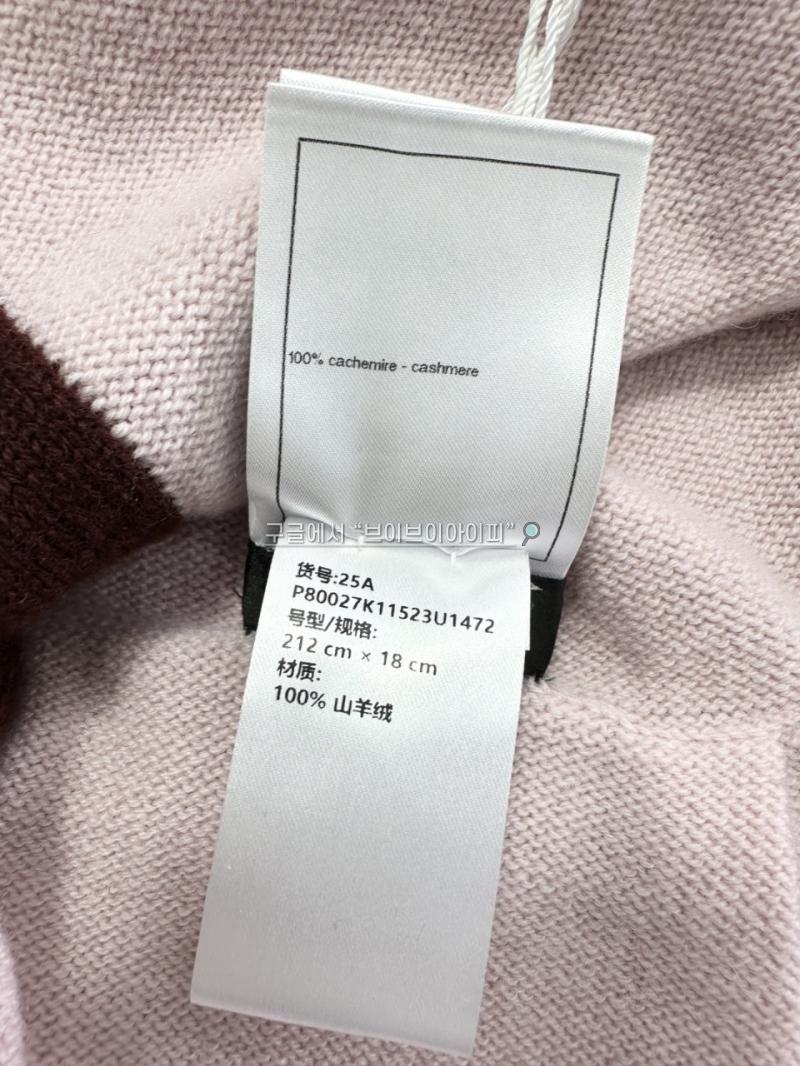 100% cachemire - cashmere
구글에서 “브이브이아이피”
货号:25A
P80027K11523U1472
号型/规格:
212 cm × 18 cm
材质:
100% 山羊绒